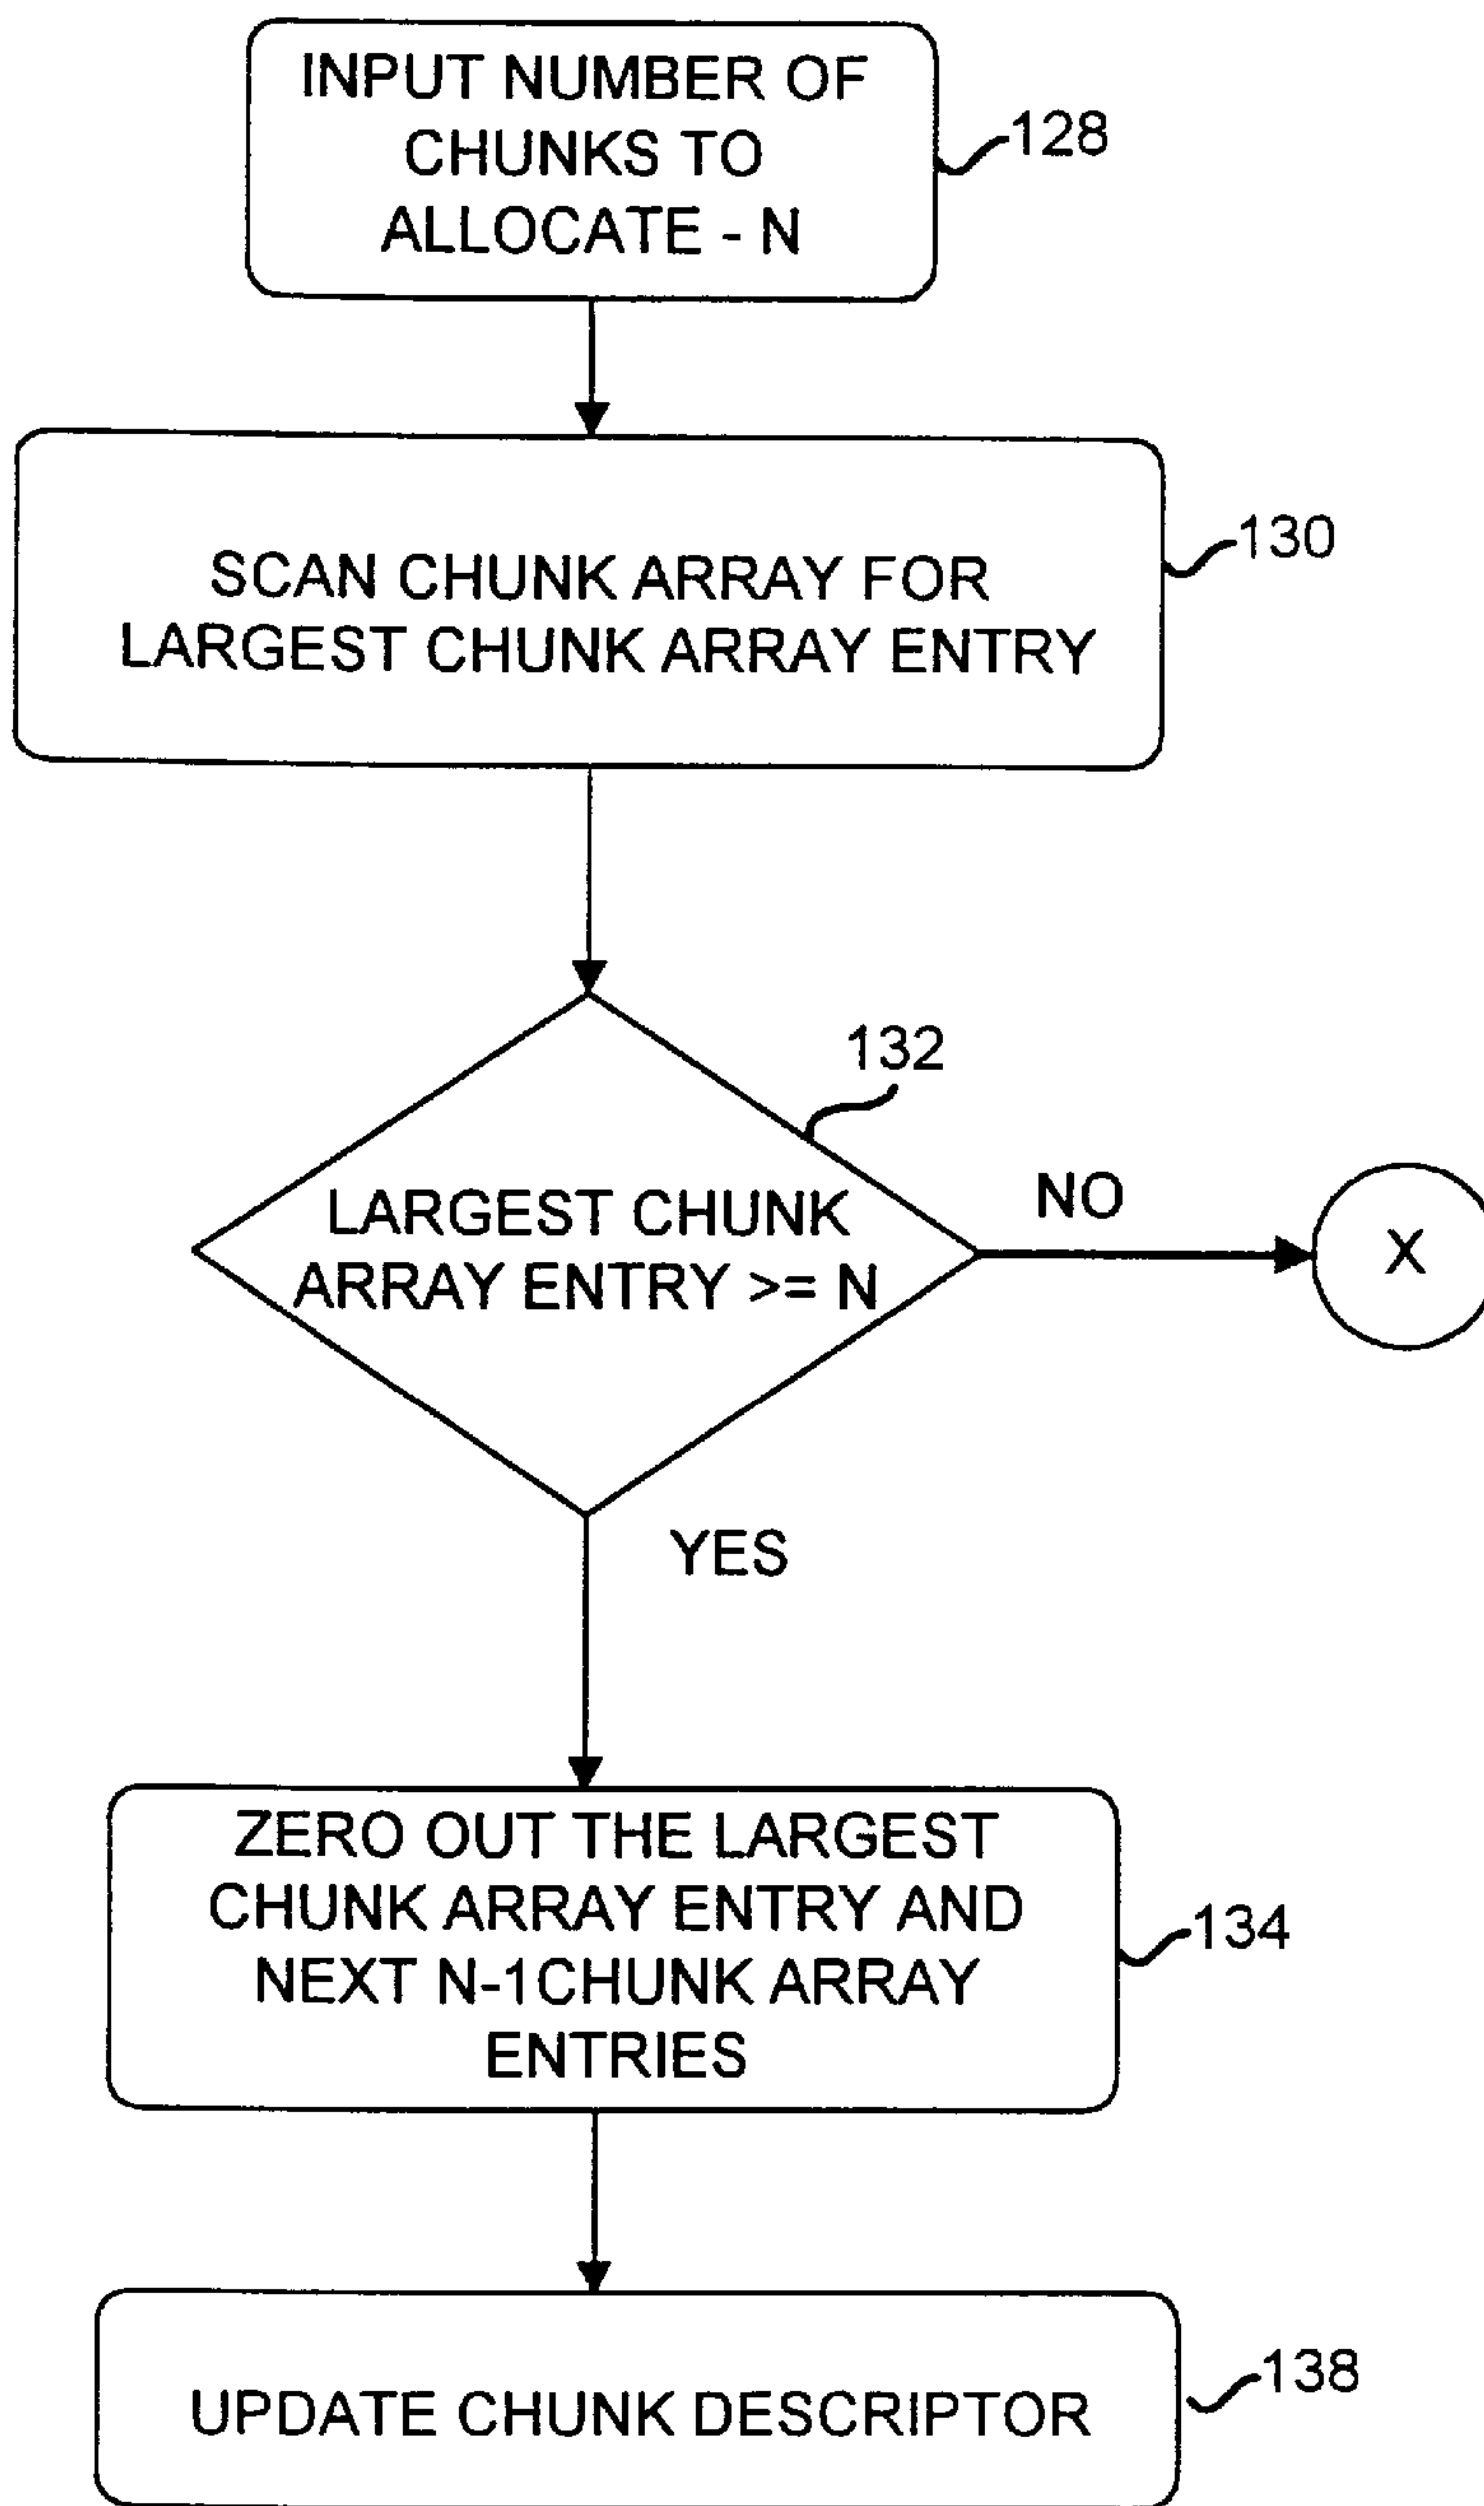 INPUT NUMBER OF
CHUNKS TO
ALLOCATE - N
128
SCAN CHUNK ARRAY FOR
LARGEST CHUNK ARRAY ENTRY
130
132
LARGEST CHUNK
ARRAY ENTRY >= N
NO
X
YES
ZERO OUT THE LARGEST
CHUNK ARRAY ENTRY AND
NEXT N-1CHUNK ARRAY
ENTRIES
134
UPDATE CHUNK DESCRIPTOR
138